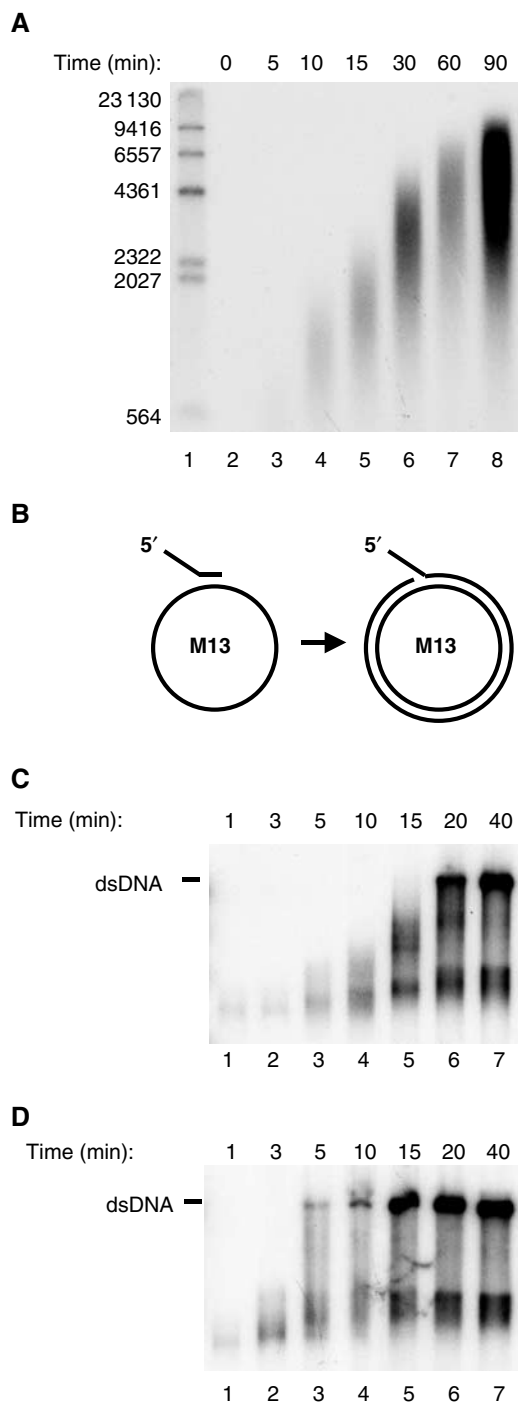 A
Time (min): 0 5 10 15 30 60 90
23 130
9416
6557
4361
2322
2027
564
1 2 3 4 5 6 7 8
B
5′ 5′
M13 M13
C
Time (min): 1 3 5 10 15 20 40
dsDNA
1 2 3 4 5 6 7
D
Time (min): 1 3 5 10 15 20 40
dsDNA
1 2 3 4 5 6 7